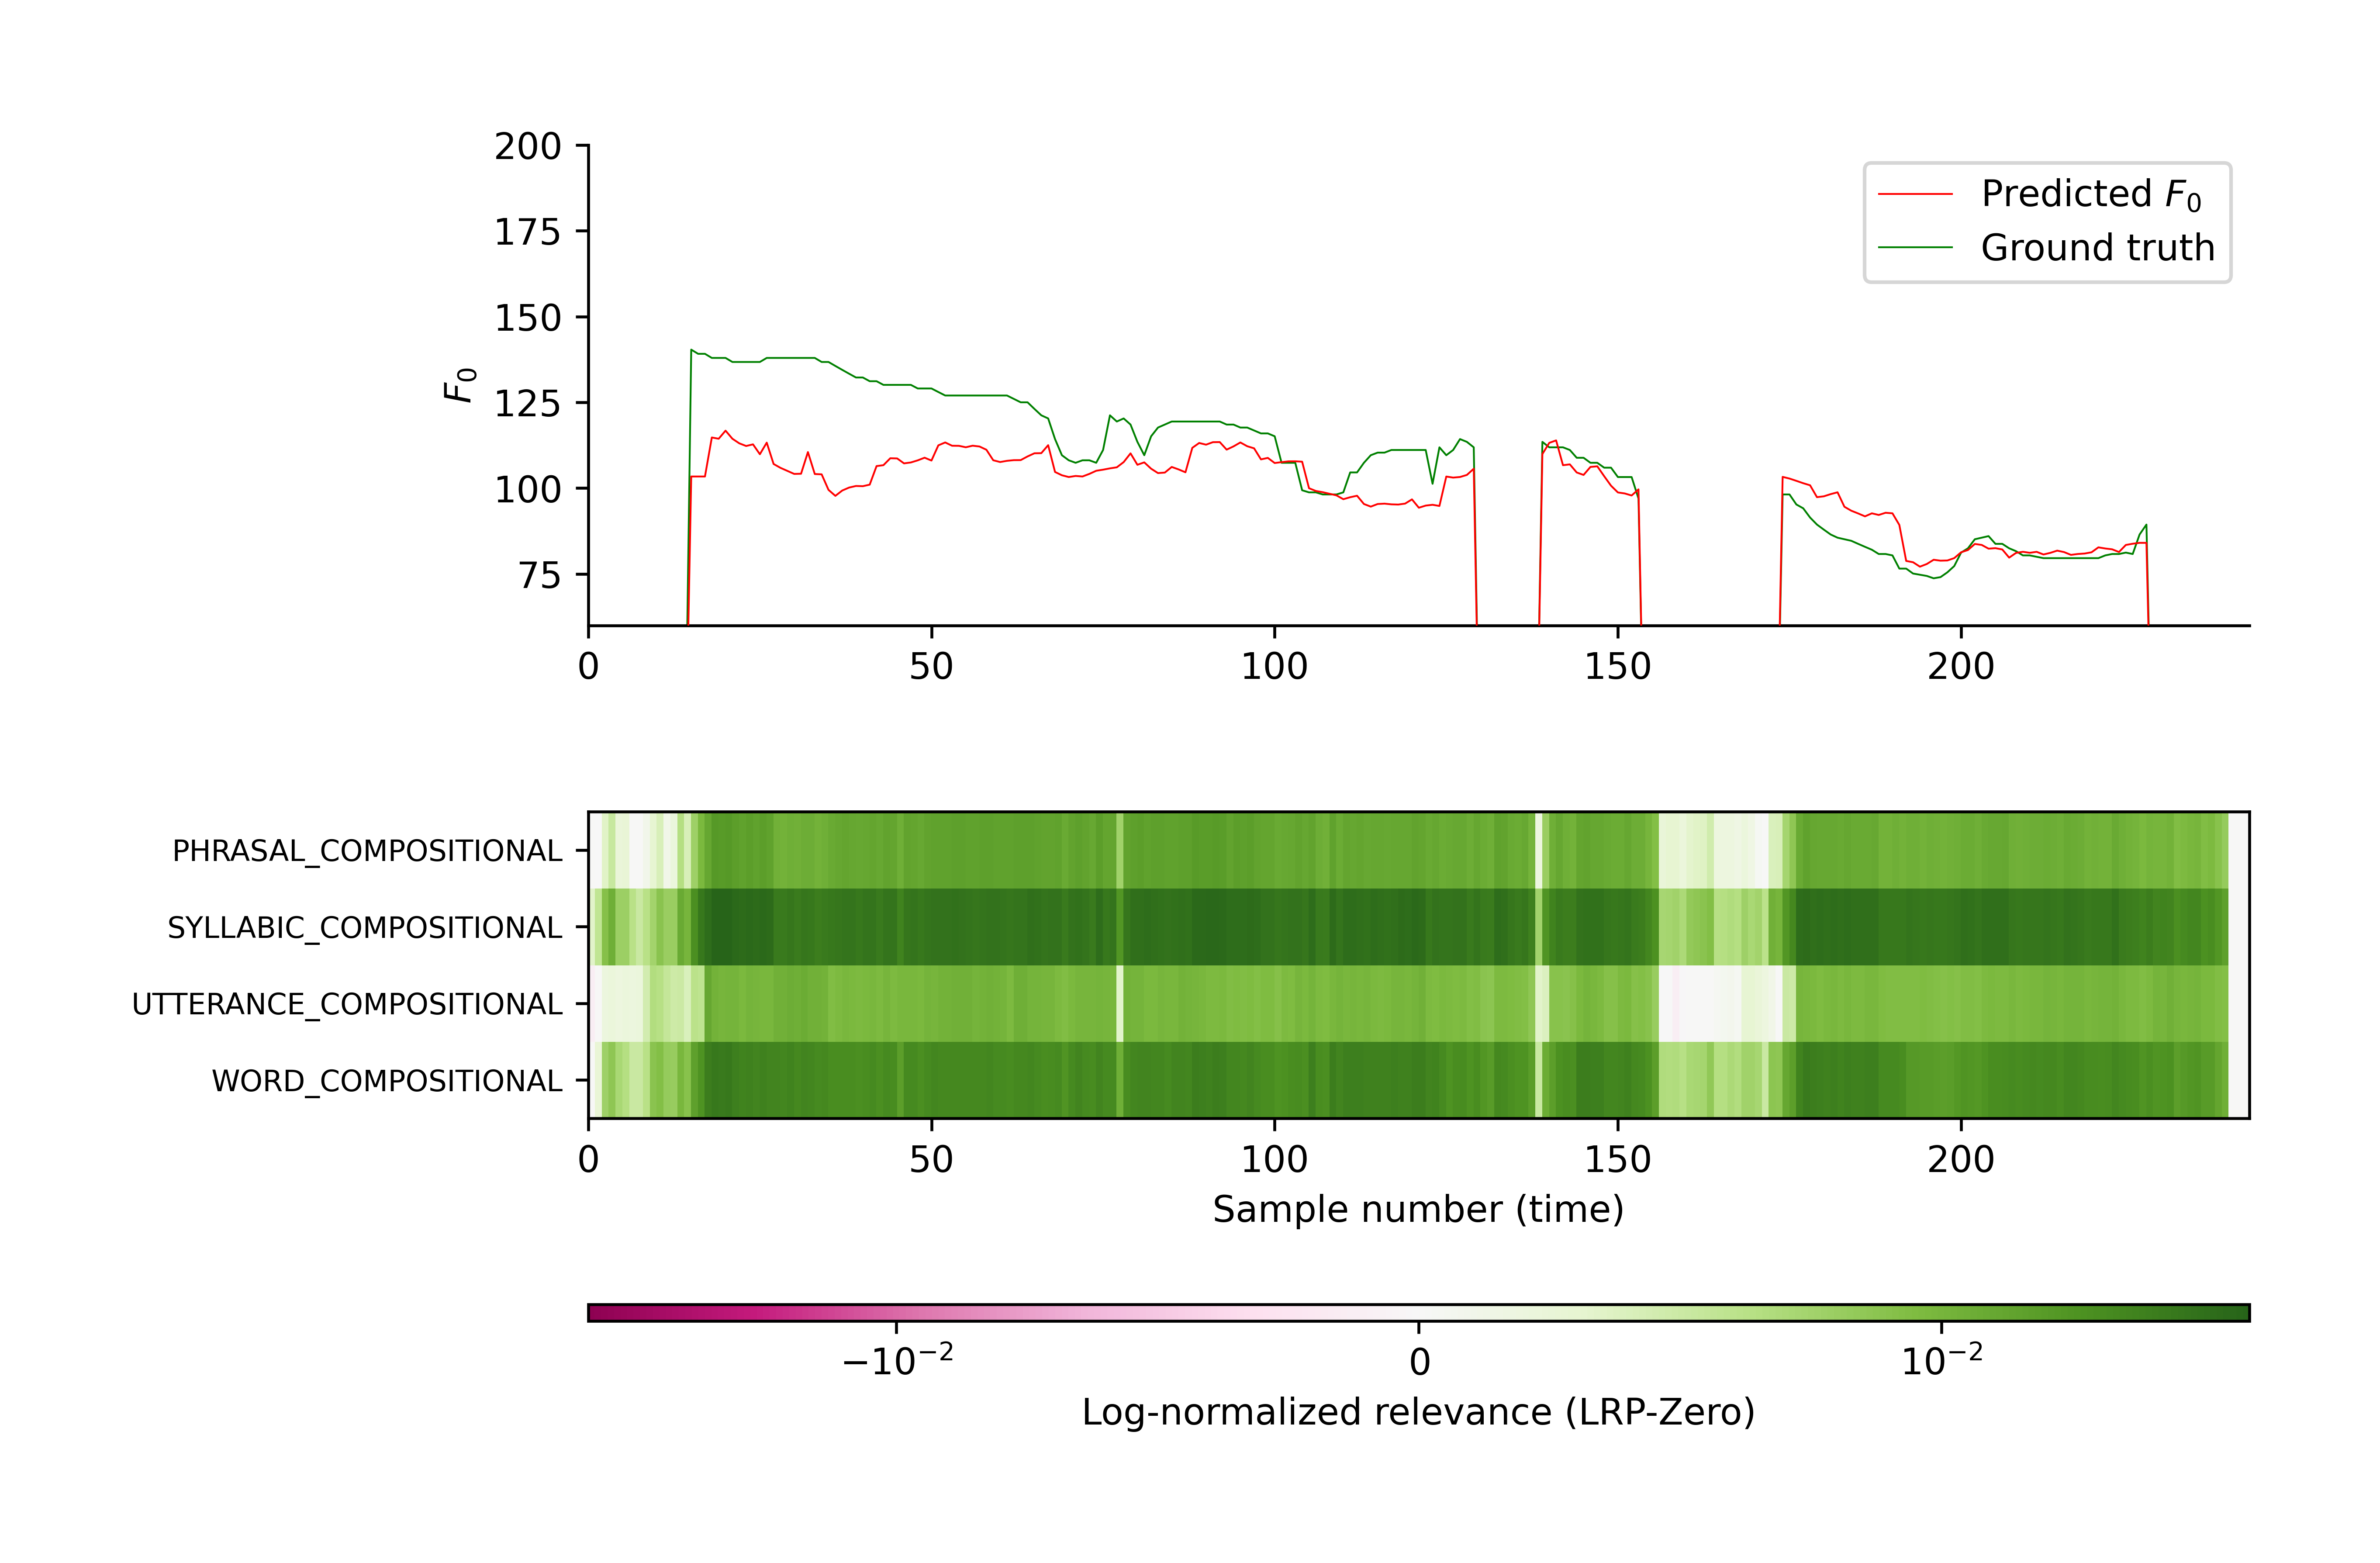 200
175
150
125
100
75
F₀
Predicted F₀
Ground truth
0 50 100 150 200
PHRASAL_COMPOSITIONAL
SYLLABIC_COMPOSITIONAL
UTTERANCE_COMPOSITIONAL
WORD_COMPOSITIONAL
0 50 100 150 200
Sample number (time)
−10⁻² 0 10⁻²
Log-normalized relevance (LRP-Zero)